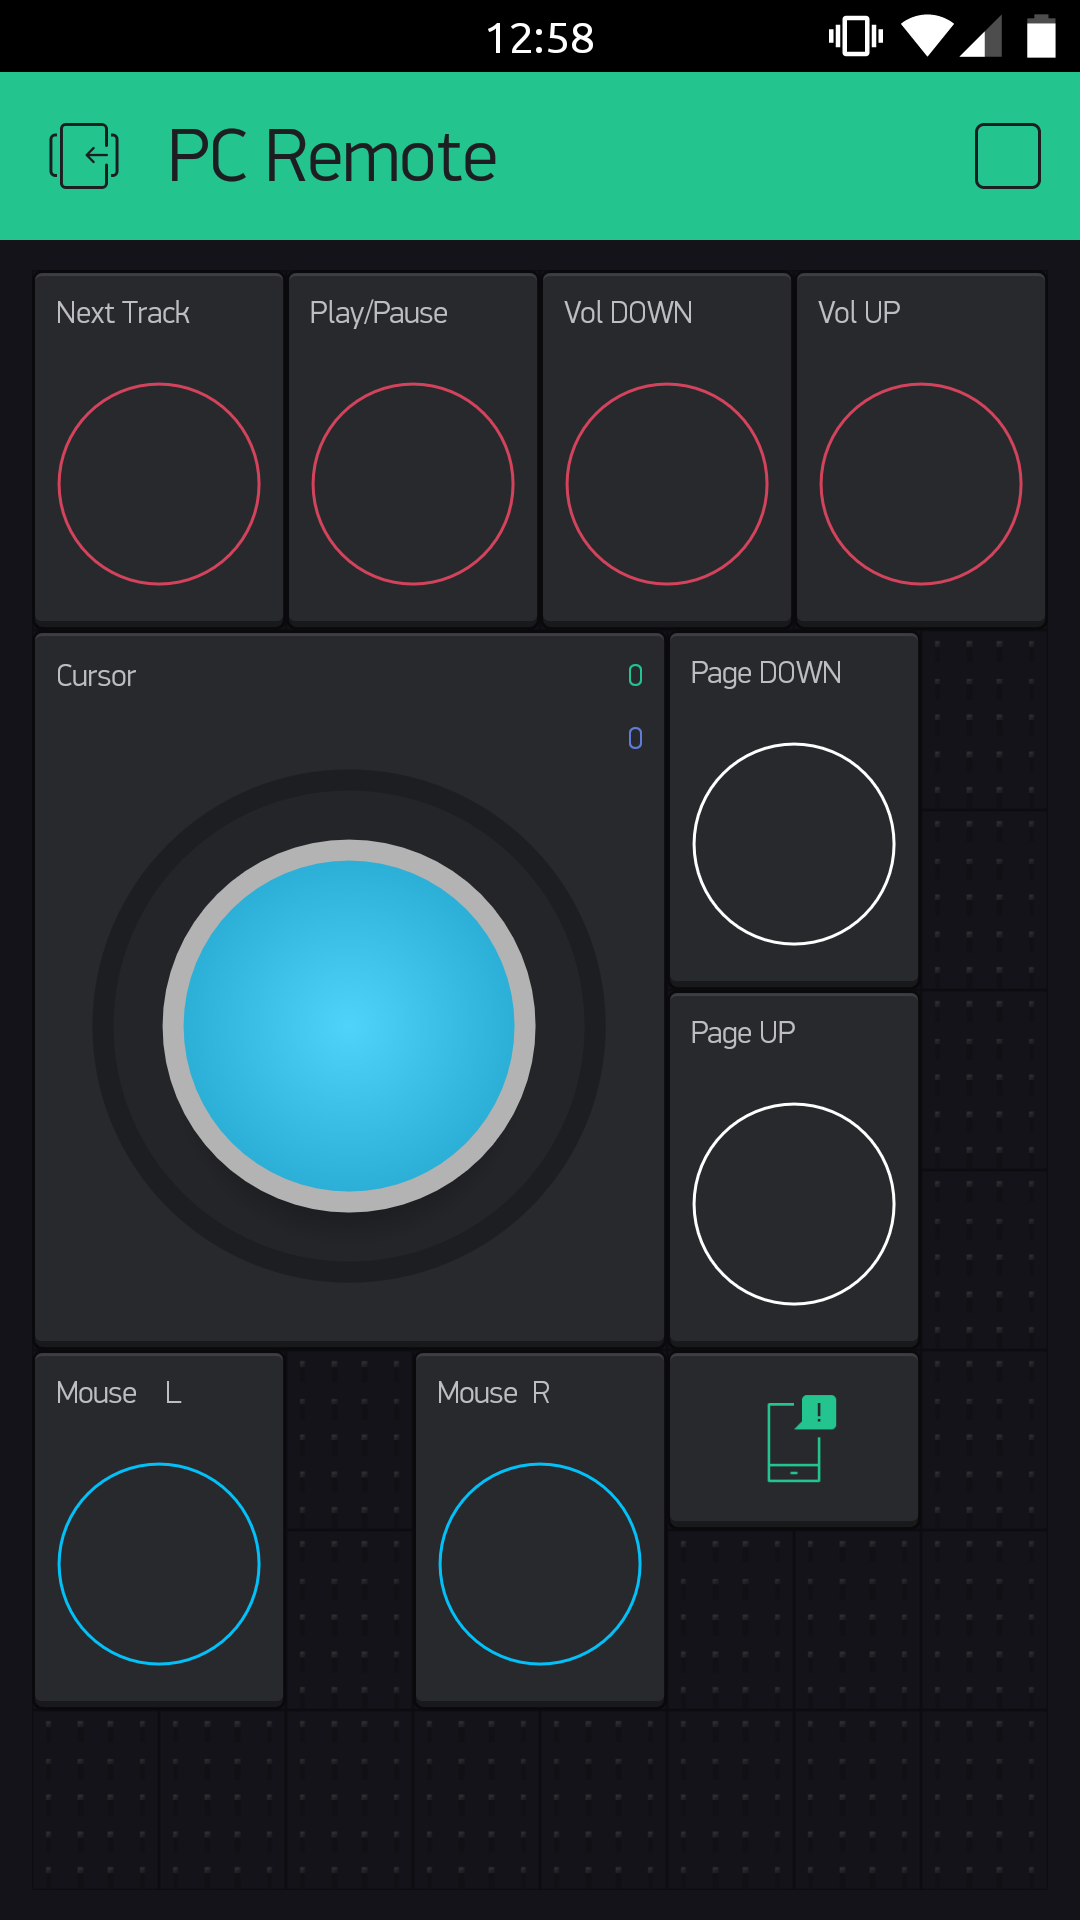 12:58
PC Remote
Next Track
Play/Pause
Vol DOWN
Vol UP
Cursor
0
0
Page DOWN
Page UP
Mouse L
Mouse R
!